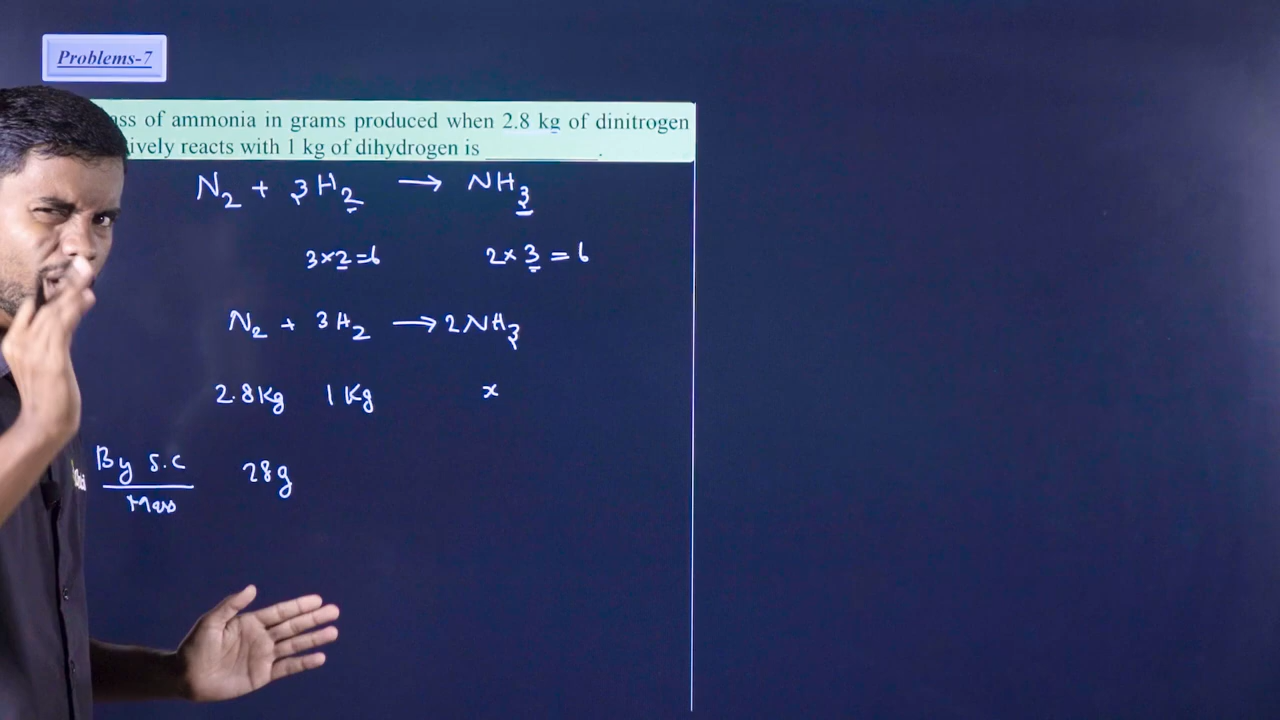 Problems-7
ass of ammonia in grams produced when 2.8 kg of dinitrogen
ively reacts with 1 kg of dihydrogen is ____________.
N₂ + 3H₂ → NH₃
3×2=6 2×3=6
N₂ + 3H₂ → 2NH₃
2.8Kg 1Kg x
By S.C 28g
Mass